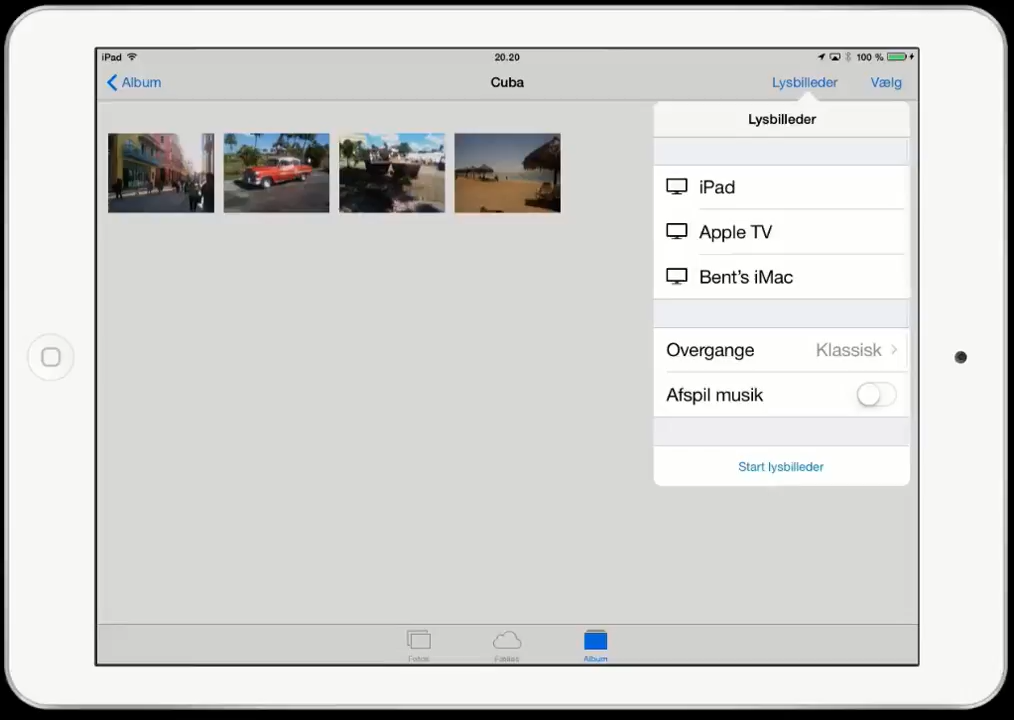 iPad 20.20 100 %
Album Cuba Lysbilleder Vælg
Lysbilleder
iPad
Apple TV
Bent's iMac
Overgange Klassisk
Afspil musik
Start lysbilleder
Fotos Fælles Album